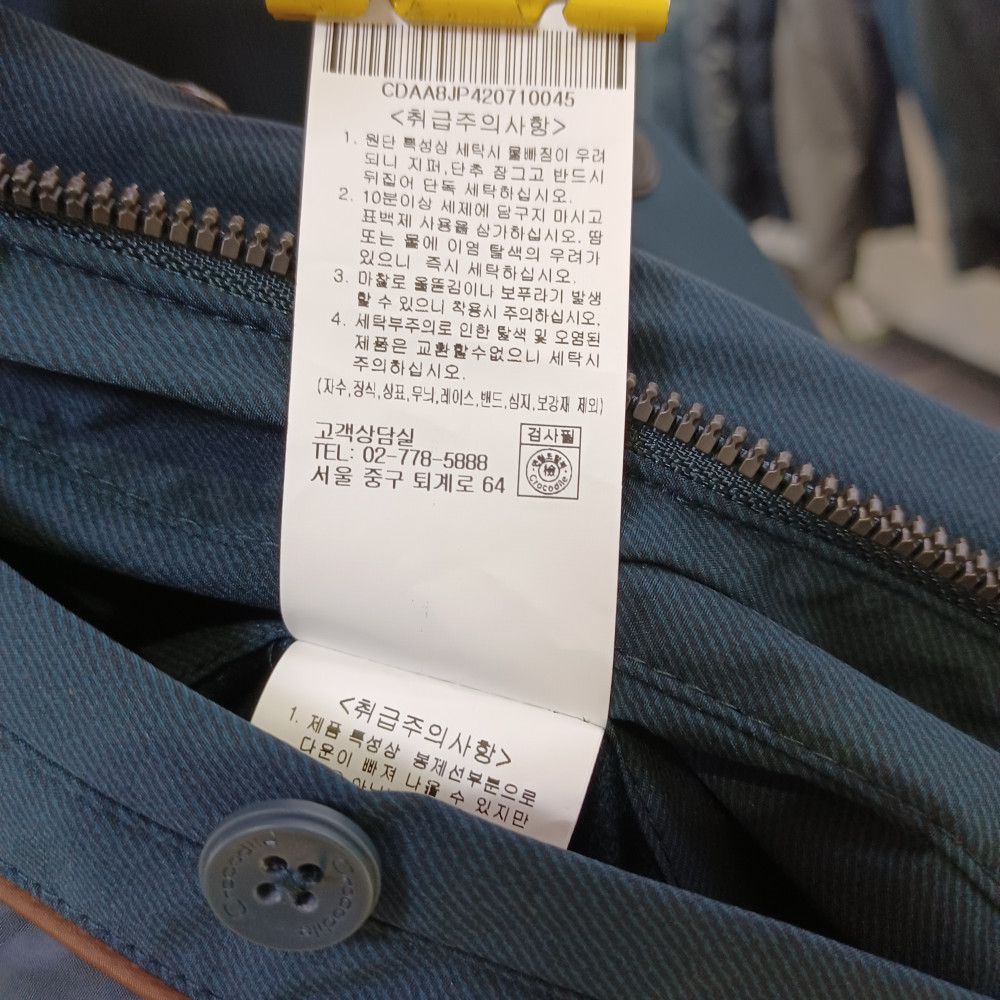 CDAA8JP420710045
<취급주의사항>
1. 원단 특성상 세탁시 물빠짐이 우려
되니 지퍼,단추 잠그고 반드시
뒤집어 단독 세탁하십시오.
2. 10분이상 세제에 담구지 마시고
표백제 사용을 삼가하십시오. 땀
또는 물에 이염 탈색의 우려가
있으니 즉시 세탁하십시오.
3. 마찰로 올뜯김이나 보푸라기 발생
할 수 있으니 착용시 주의하십시오.
4. 세탁부주의로 인한 탈색 및 오염된
제품은 교환할수없으니 세탁시
주의하십시오.
(자수,장식,상표,무늬,레이스,밴드,심지,보강재 제외)
고객상담실
TEL: 02-778-5888
서울 중구 퇴계로 64
검사필
Crocodile
<취급주의사항>
1. 제품 특성상 봉제선부분으로
다운이 빠져 나올 수 있지만
Crocodile
Crocodile